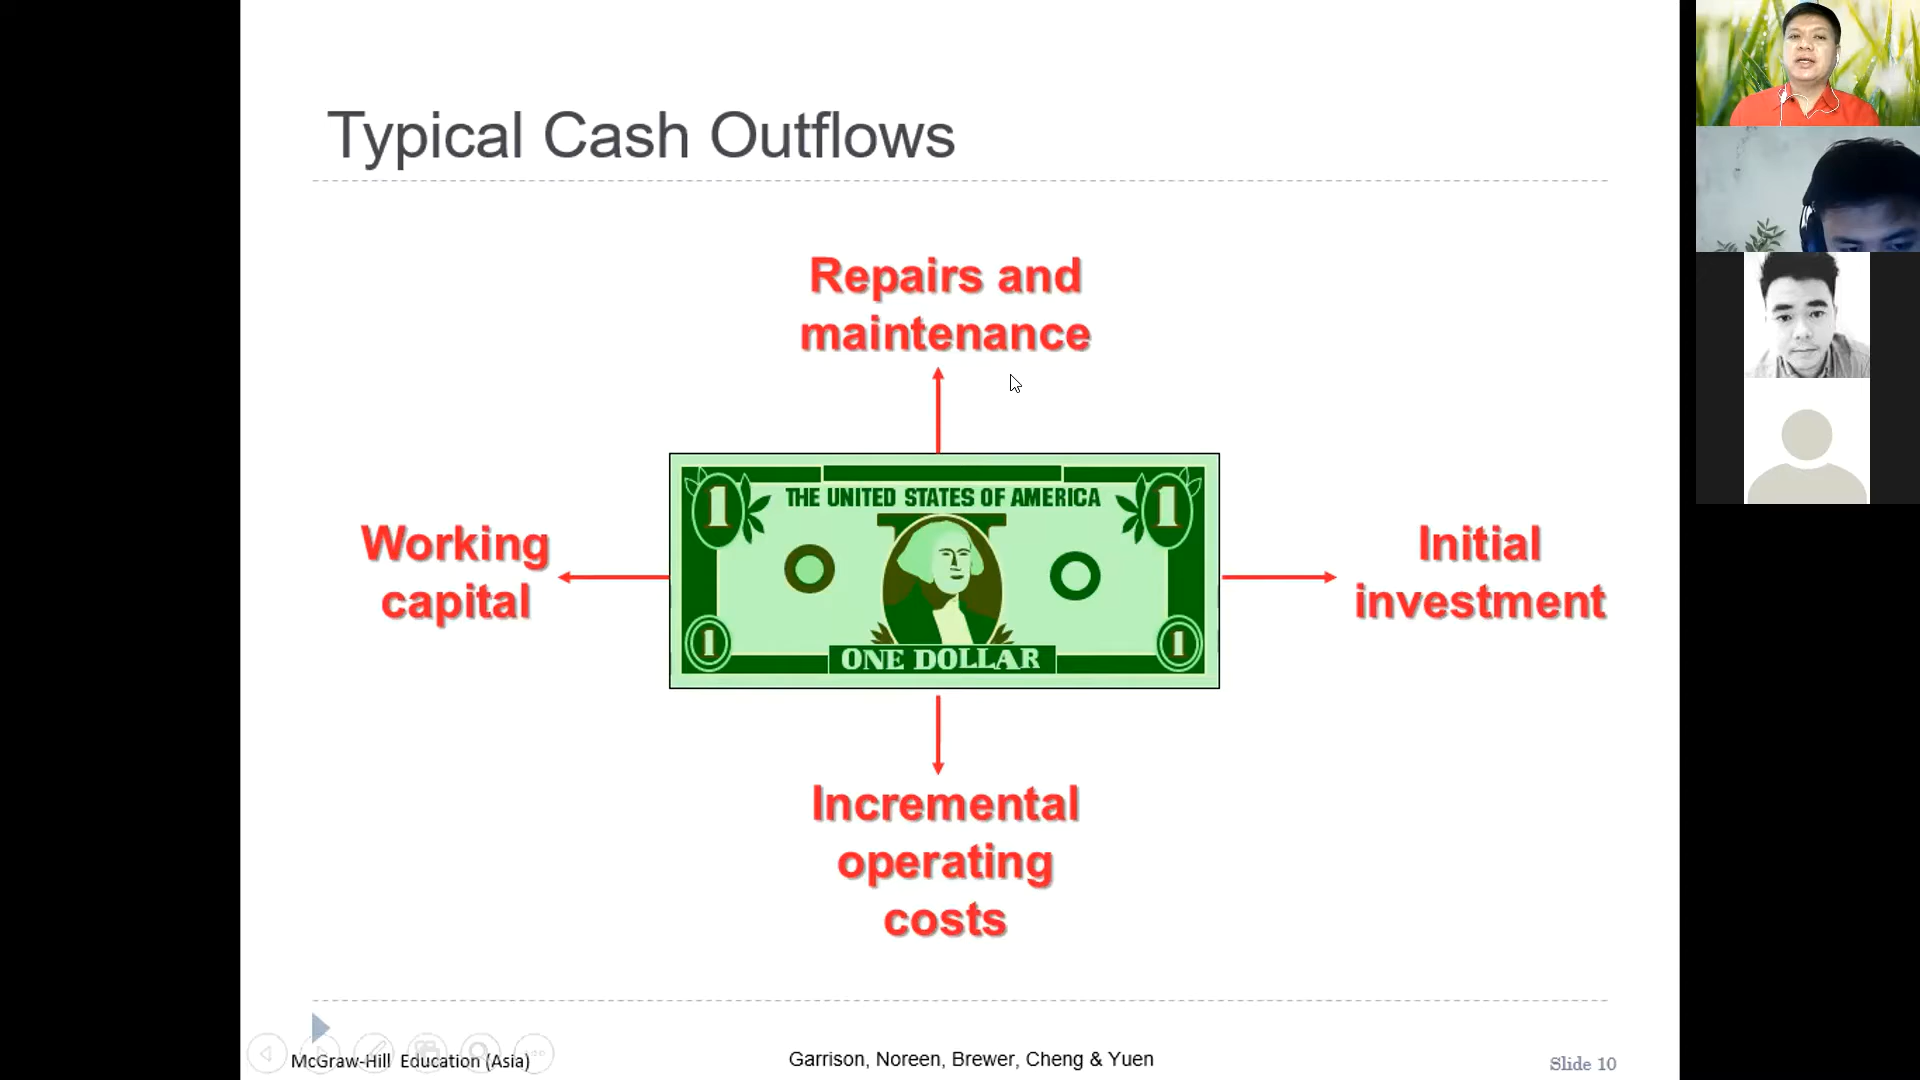 Typical Cash Outflows
Repairs and
maintenance
1
THE UNITED STATES OF AMERICA
1
Working
capital
Initial
investment
1
ONE DOLLAR
1
Incremental
operating
costs
McGraw-Hill Education (Asia)
Garrison, Noreen, Brewer, Cheng & Yuen
Slide 10